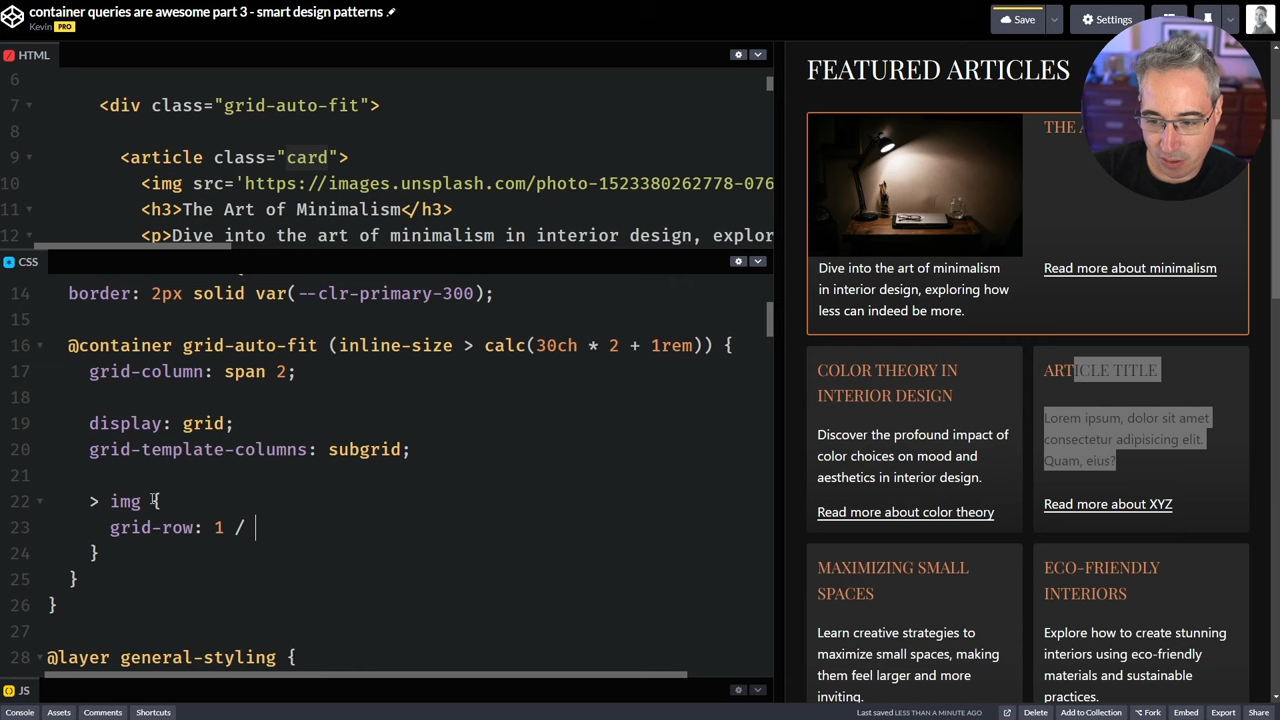 container queries are awesome part 3 - smart design patterns
Kevin PRO
Save
Settings
HTML
6
7 <div class="grid-auto-fit">
8
9 <article class="card">
10 <img src='https://images.unsplash.com/photo-1523380262778-076
11 <h3>The Art of Minimalism</h3>
12 <p>Dive into the art of minimalism in interior design, explor
CSS
14 border: 2px solid var(--clr-primary-300);
15
16 @container grid-auto-fit (inline-size > calc(30ch * 2 + 1rem)) {
17 grid-column: span 2;
18
19 display: grid;
20 grid-template-columns: subgrid;
21
22 > img {
23 grid-row: 1 /
24 }
25 }
26 }
27
28 @layer general-styling {
JS
FEATURED ARTICLES
THE A
Dive into the art of minimalism
in interior design, exploring how
less can indeed be more.
Read more about minimalism
COLOR THEORY IN
INTERIOR DESIGN
Discover the profound impact of
color choices on mood and
aesthetics in interior design.
Read more about color theory
ARTICLE TITLE
Lorem ipsum, dolor sit amet
consectetur adipisicing elit.
Quam, eius?
Read more about XYZ
MAXIMIZING SMALL
SPACES
Learn creative strategies to
maximize small spaces, making
them feel larger and more
inviting.
ECO-FRIENDLY
INTERIORS
Explore how to create stunning
interiors using eco-friendly
materials and sustainable
practices.
Console Assets Comments Shortcuts
Last saved LESS THAN A MINUTE AGO
Delete Add to Collection Fork Embed Export Share